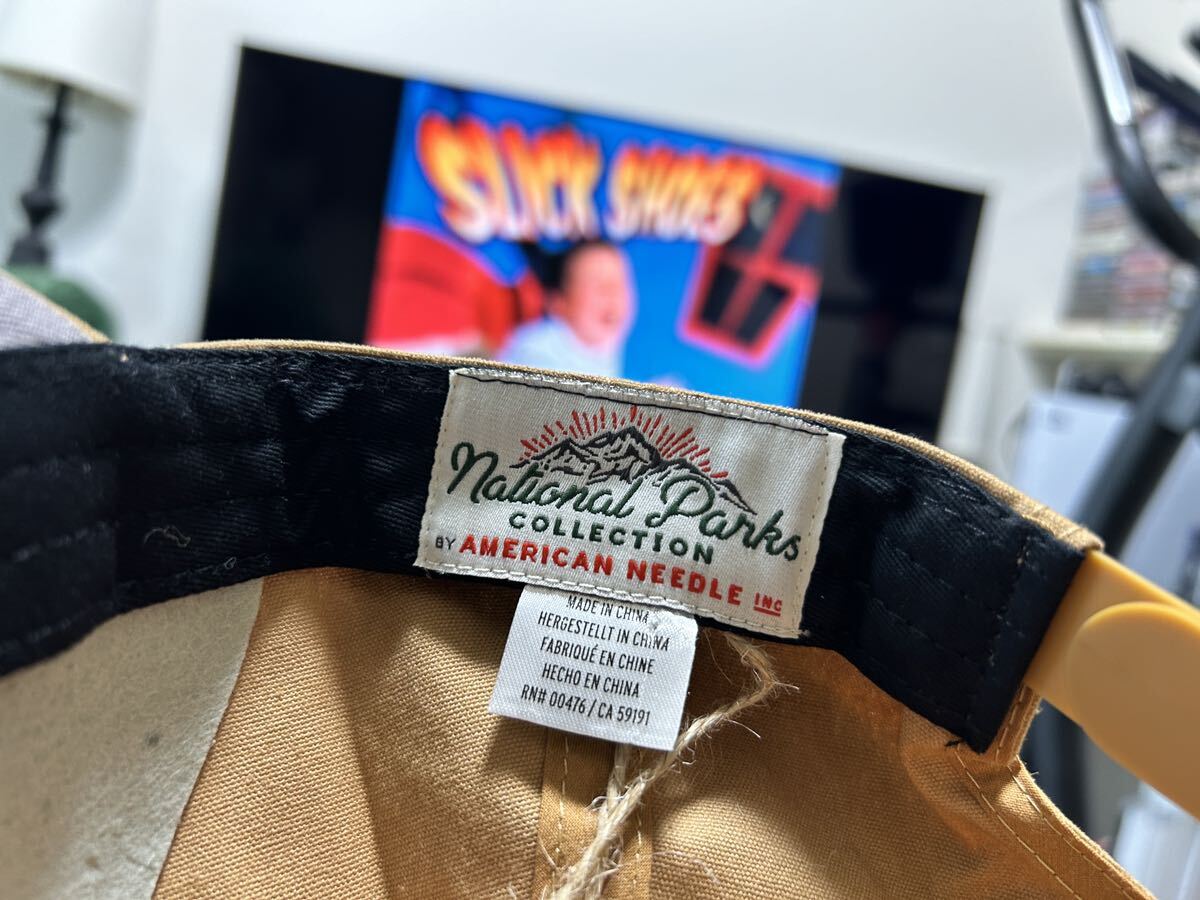 SLICK SHOES
National Parks
COLLECTION
BY AMERICAN NEEDLE INC
MADE IN CHINA
HERGESTELLT IN CHINA
FABRIQUÉ EN CHINE
HECHO EN CHINA
RN# 00476 / CA 59191